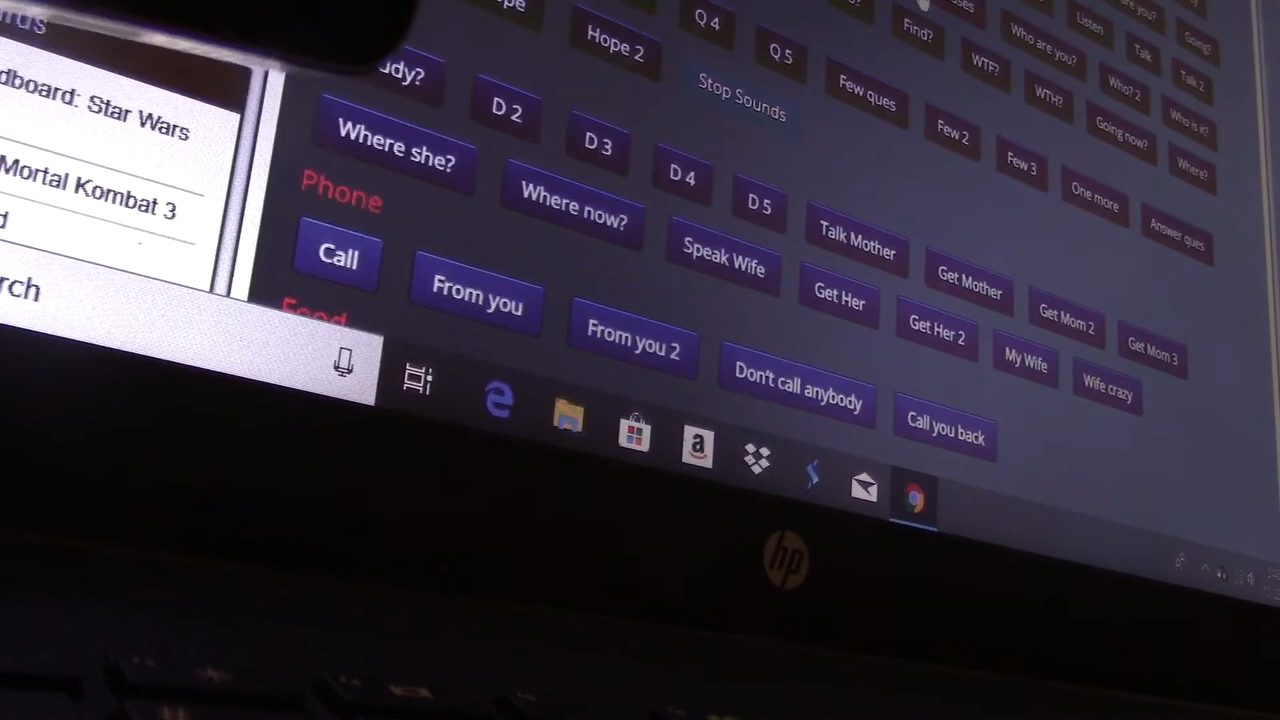 dboard: Star Wars
Mortal Kombat 3
d
rch
Hope 2
Q 4
Q 5
Find?
WTF?
Who are you?
Listen
Talk
Going?
Talk 2
Stop Sounds
Few ques
Few 2
WTH?
Who? 2
Who is it?
Going now?
Where?
Few 3
One more
Answer ques
udy?
D 2
D 3
D 4
D 5
Talk Mother
Get Mother
Get Mom 2
Get Mom 3
Where she?
Where now?
Speak Wife
Get Her
Get Her 2
My Wife
Wife crazy
Phone
Call
From you
From you 2
Don't call anybody
Call you back
Food
a
hp